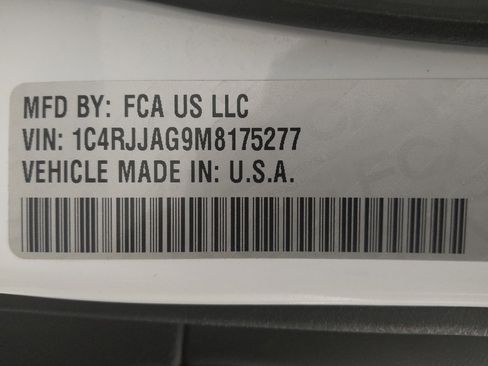 MFD BY: FCA US LLC
VIN: 1C4RJJAG9M8175277
VEHICLE MADE IN: U.S.A.